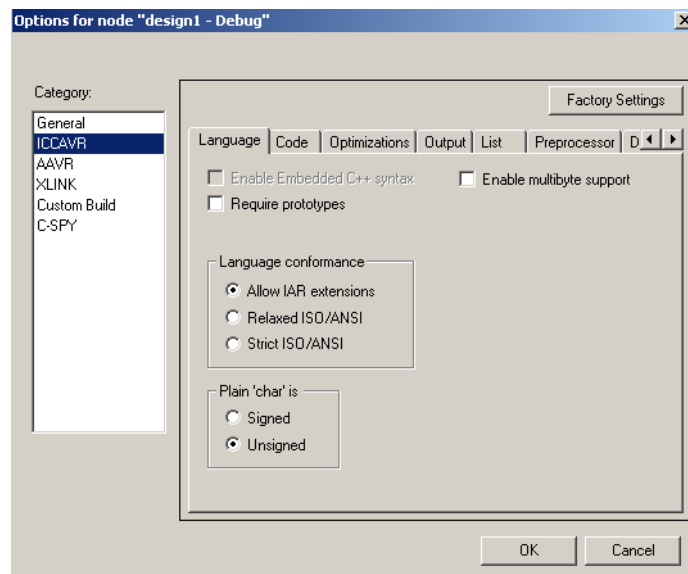 Options for node "design1 - Debug"
Category:
General
ICCAVR
AAVR
XLINK
Custom Build
C-SPY
Factory Settings
Language Code Optimizations Output List Preprocessor D
Enable Embedded C++ syntax Enable multibyte support
Require prototypes
Language conformance
Allow IAR extensions
Relaxed ISO/ANSI
Strict ISO/ANSI
Plain 'char' is
Signed
Unsigned
OK Cancel